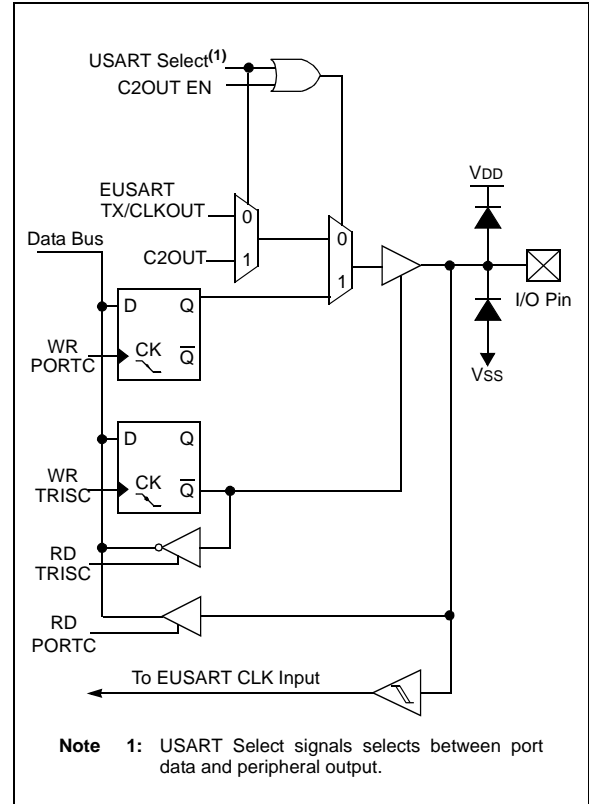 USART Select(1)
C2OUT EN
EUSART
TX/CLKOUT
0
C2OUT
1
0
1
VDD
I/O Pin
VSS
Data Bus
D Q
WR
PORTC
CK Q
D Q
WR
TRISC
CK Q
RD
TRISC
RD
PORTC
To EUSART CLK Input
Note 1: USART Select signals selects between port
data and peripheral output.